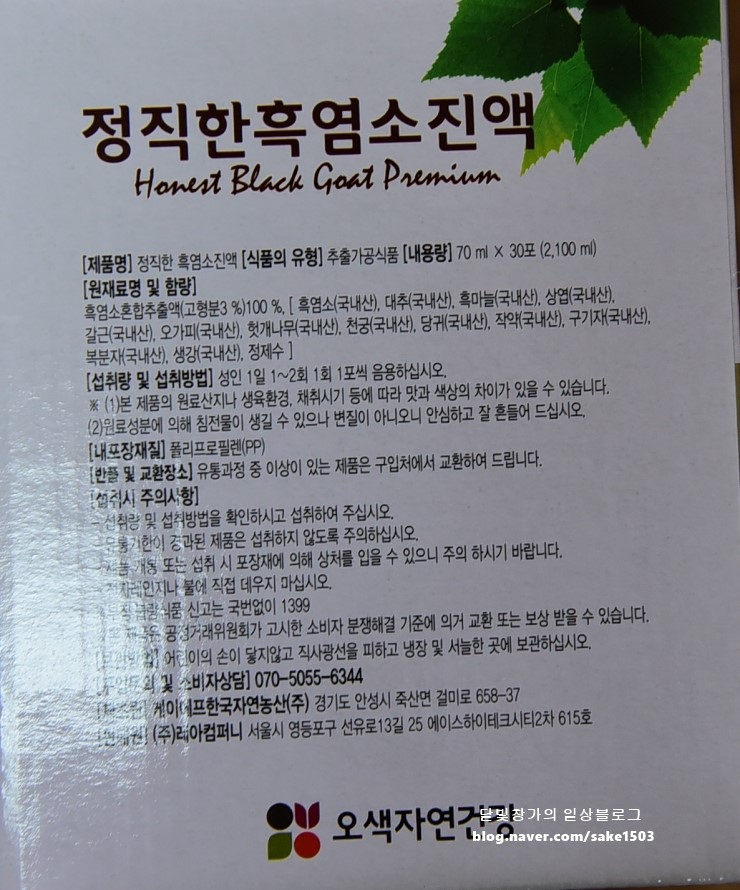 정직한흑염소진액
Honest Black Goat Premium
[제품명] 정직한 흑염소진액 [식품의 유형] 추출가공식품 [내용량] 70 ml × 30포 (2,100 ml)
[원재료명 및 함량]
흑염소혼합추출액(고형분3 %)100 %, [ 흑염소(국내산), 대추(국내산), 흑마늘(국내산), 상엽(국내산),
갈근(국내산), 오가피(국내산), 헛개나무(국내산), 천궁(국내산), 당귀(국내산), 작약(국내산), 구기자(국내산),
복분자(국내산), 생강(국내산), 정제수 ]
[섭취량 및 섭취방법] 성인 1일 1~2회 1회 1포씩 음용하십시오.
※ (1)본 제품의 원료산지나 생육환경, 채취시기 등에 따라 맛과 색상의 차이가 있을 수 있습니다.
(2)원료성분에 의해 침전물이 생길 수 있으나 변질이 아니오니 안심하고 잘 흔들어 드십시오.
[내포장재질] 폴리프로필렌(PP)
[반품 및 교환장소] 유통과정 중 이상이 있는 제품은 구입처에서 교환하여 드립니다.
[섭취시 주의사항]
- 섭취량 및 섭취방법을 확인하시고 섭취하여 주십시오.
- 유통기한이 경과된 제품은 섭취하지 않도록 주의하십시오.
- 제품 개봉 또는 섭취 시 포장재에 의해 상처를 입을 수 있으니 주의 하시기 바랍니다.
- 전자레인지나 불에 직접 데우지 마십시오.
불량식품 신고는 국번없이 1399
공정거래위원회가 고시한 소비자 분쟁해결 기준에 의거 교환 또는 보상 받을 수 있습니다.
[보관방법] 어린이의 손이 닿지않고 직사광선을 피하고 냉장 및 서늘한 곳에 보관하십시오.
및 소비자상담] 070-5055-6344
[제조원] 케이에프한국자연농산(주) 경기도 안성시 죽산면 걸미로 658-37
[판매원] (주)레아컴퍼니 서울시 영등포구 선유로13길 25 에이스하이테크시티2차 615호
오색자연건강
달빛창가의 일상블로그
blog.naver.com/sake1503